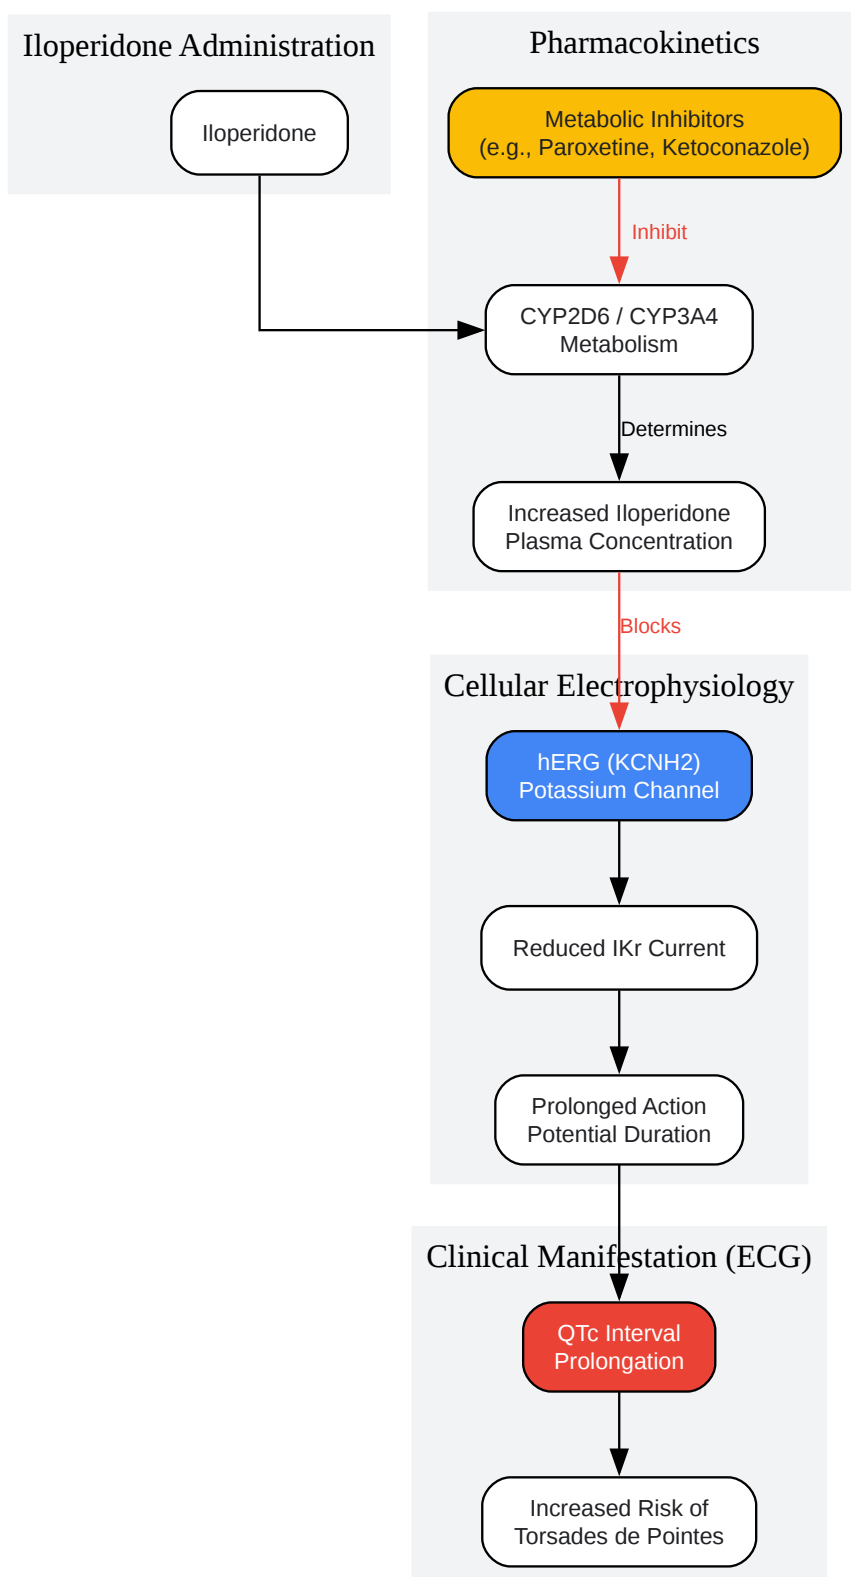 Iloperidone Administration
Iloperidone
Pharmacokinetics
Metabolic Inhibitors
(e.g., Paroxetine, Ketoconazole)
Inhibit
CYP2D6 / CYP3A4
Metabolism
Determines
Increased Iloperidone
Plasma Concentration
Blocks
Cellular Electrophysiology
hERG (KCNH2)
Potassium Channel
Reduced IKr Current
Prolonged Action
Potential Duration
Clinical Manifestation (ECG)
QTc Interval
Prolongation
Increased Risk of
Torsades de Pointes